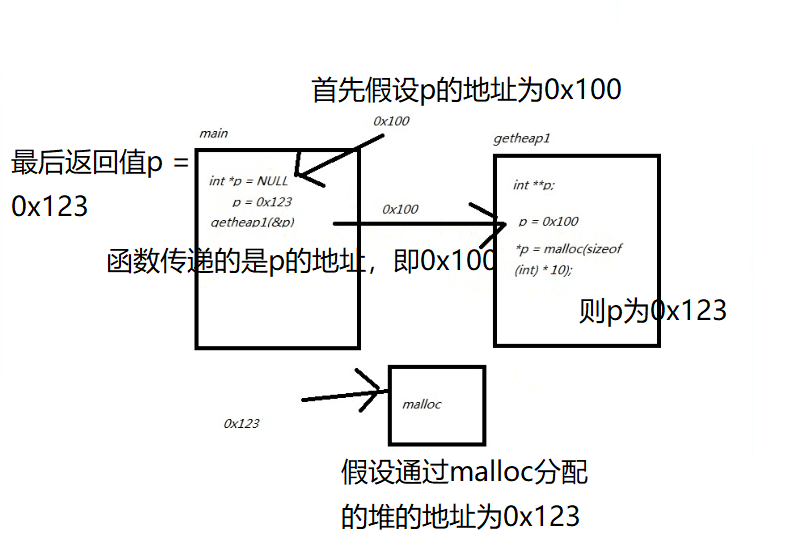 首先假设p的地址为0x100
0x100
main
getheap1
最后返回值p =
0x123
int *p = NULL
p = 0x123
getheap1(&p)
0x100
int **p;
p = 0x100
*p = malloc(sizeof
(int) * 10);
函数传递的是p的地址，即0x100
则p为0x123
malloc
0x123
假设通过malloc分配
的堆的地址为0x123